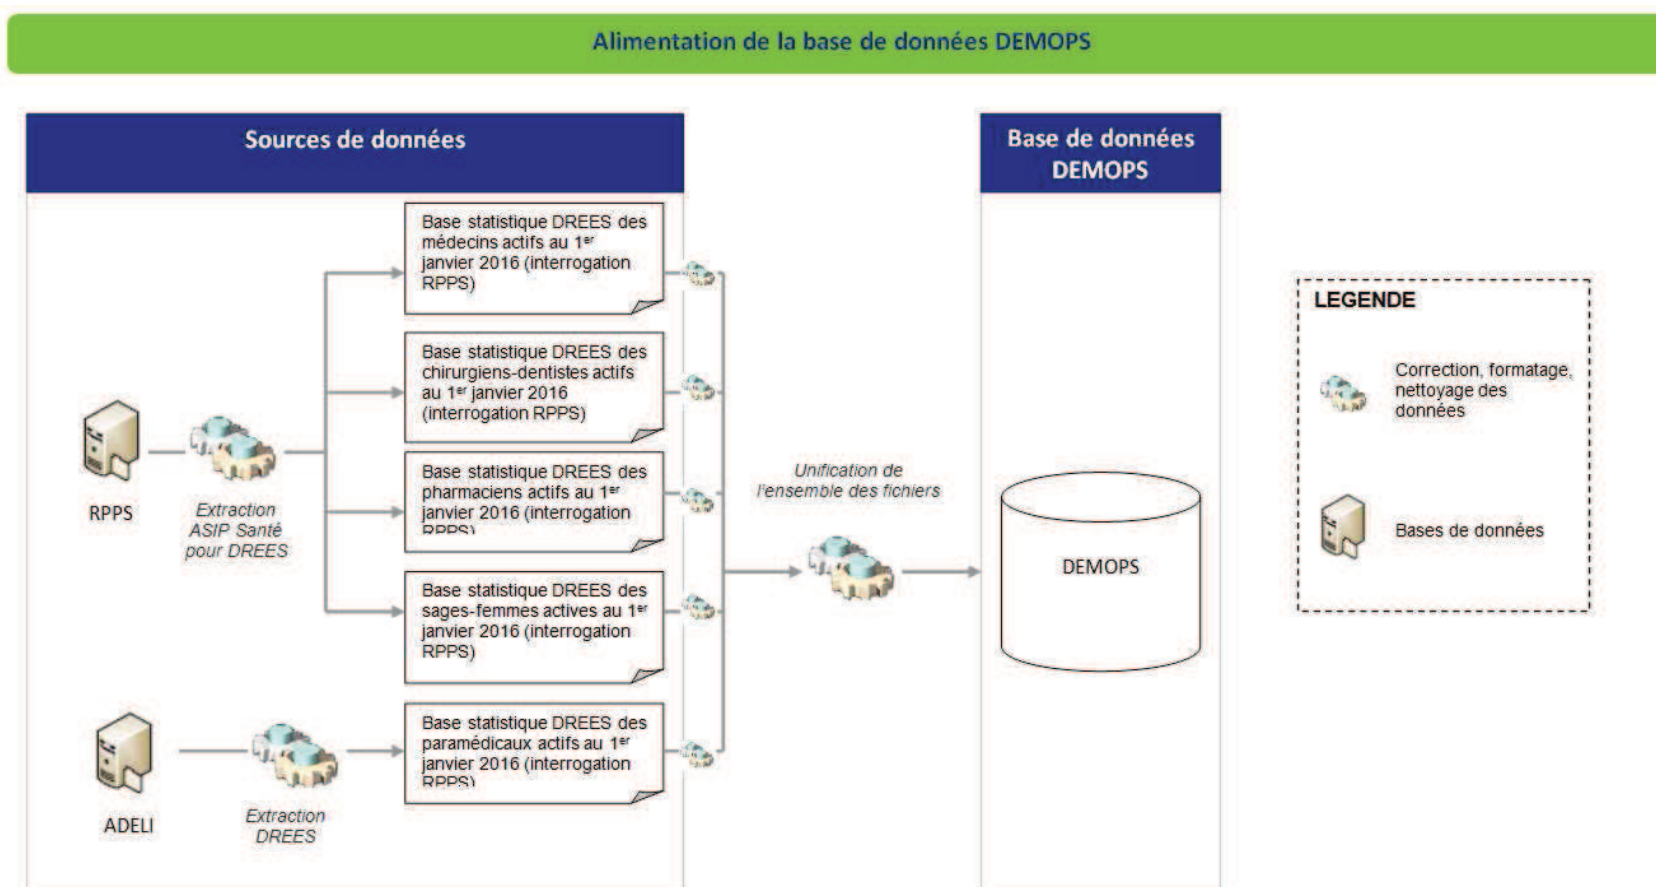 Alimentation de la base de données DEMOPS
Sources de données
Base statistique DREES des
médecins actifs au 1er
janvier 2016 (interrogation
RPPS)
Base statistique DREES des
chirurgiens-dentistes actifs
au 1er janvier 2016
(interrogation RPPS)
Base statistique DREES des
pharmaciens actifs au 1er
janvier 2016 (interrogation
RPPS)
Base statistique DREES des
sages-femmes actives au 1er
janvier 2016 (interrogation
RPPS)
Base statistique DREES des
paramédicaux actifs au 1er
janvier 2016 (interrogation
RPPS)
RPPS
Extraction
ASIP Santé
pour DREES
ADELI
Extraction
DREES
Unification de
l'ensemble des fichiers
Base de données
DEMOPS
DEMOPS
LEGENDE
Correction, formatage,
nettoyage des
données
Bases de données